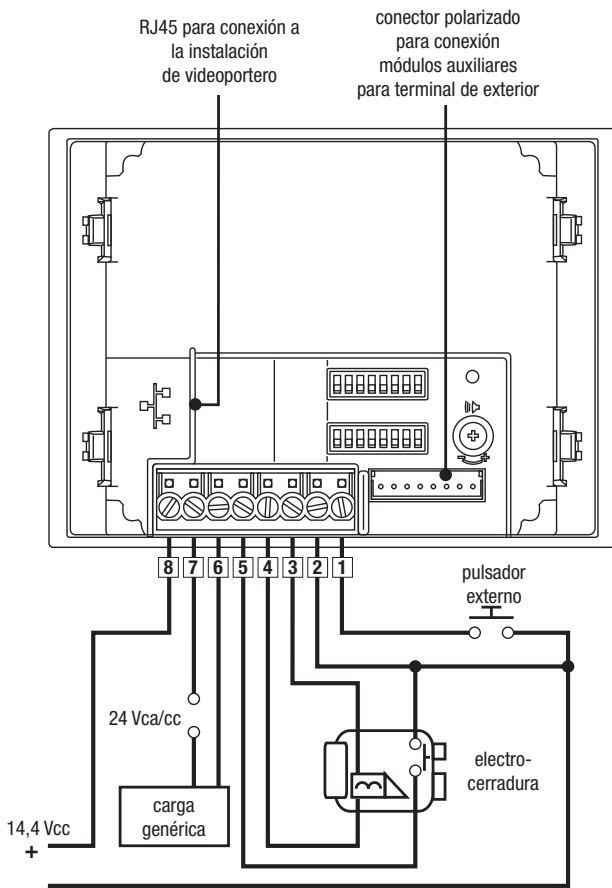 RJ45 para conexión a
la instalación
de videoportero
conector polarizado
para conexión
módulos auxiliares
para terminal de exterior
8 7 6 5 4 3 2 1
pulsador
externo
24 Vca/cc
electro-
cerradura
carga
genérica
14,4 Vcc
+